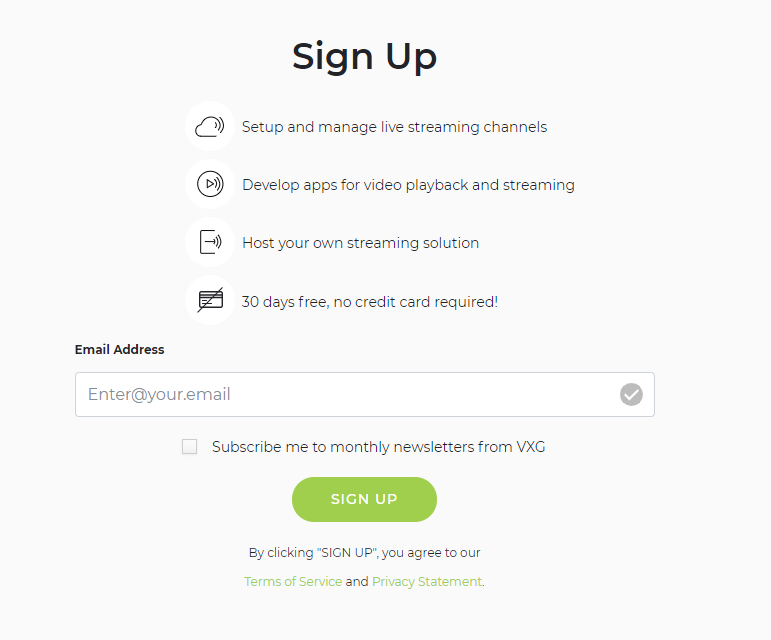 Sign Up
Setup and manage live streaming channels
Develop apps for video playback and streaming
Host your own streaming solution
30 days free, no credit card required!
Email Address
Enter@your.email
Subscribe me to monthly newsletters from VXG
SIGN UP
By clicking "SIGN UP", you agree to our
Terms of Service and Privacy Statement.